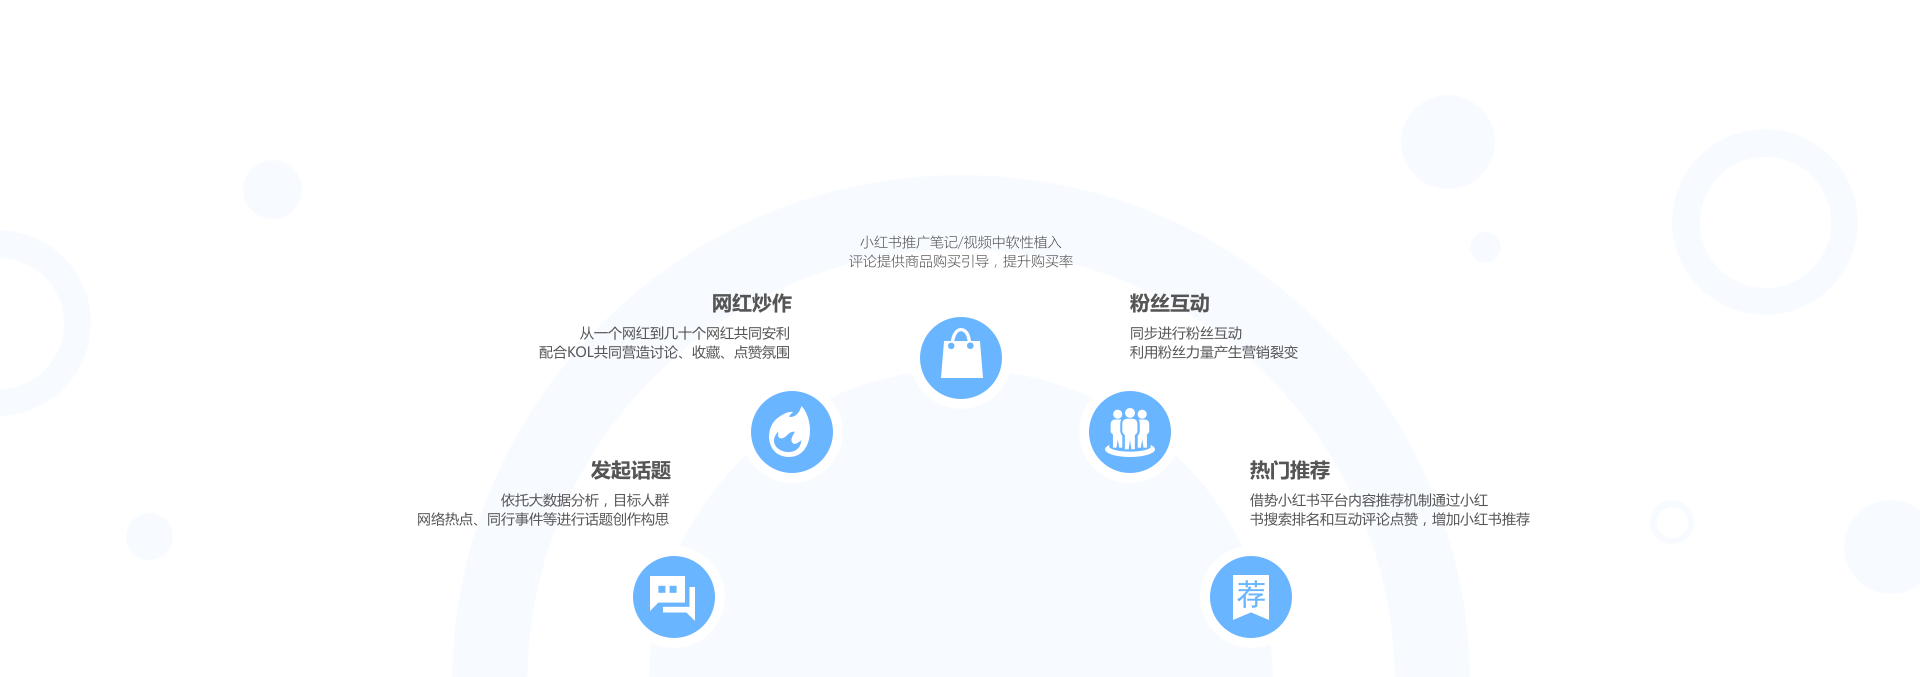 小红书推广笔记/视频中软性植入
评论提供商品购买引导，提升购买率
网红炒作
从一个网红到几十个网红共同安利
配合KOL共同营造讨论、收藏、点赞氛围
粉丝互动
同步进行粉丝互动
利用粉丝力量产生营销裂变
发起话题
依托大数据分析，目标人群
网络热点、同行事件等进行话题创作构思
热门推荐
借势小红书平台内容推荐机制通过小红
书搜索排名和互动评论点赞，增加小红书推荐
荐